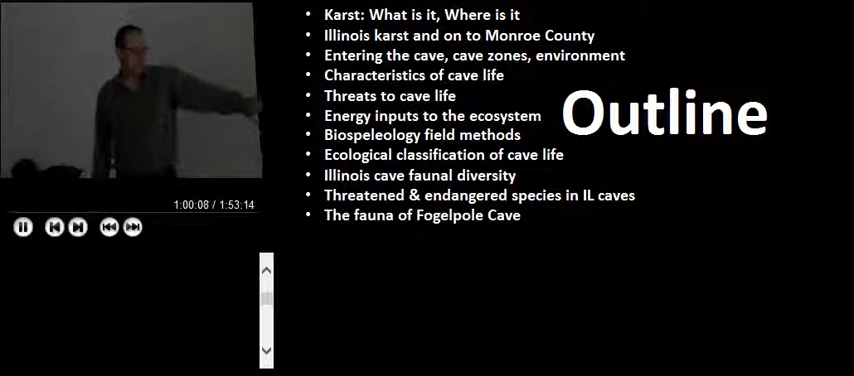 • Karst: What is it, Where is it
• Illinois karst and on to Monroe County
• Entering the cave, cave zones, environment
• Characteristics of cave life
• Threats to cave life
• Energy inputs to the ecosystem
• Biospeleology field methods
• Ecological classification of cave life
• Illinois cave faunal diversity
• Threatened & endangered species in IL caves
• The fauna of Fogelpole Cave
Outline
1:00:08 / 1:53:14